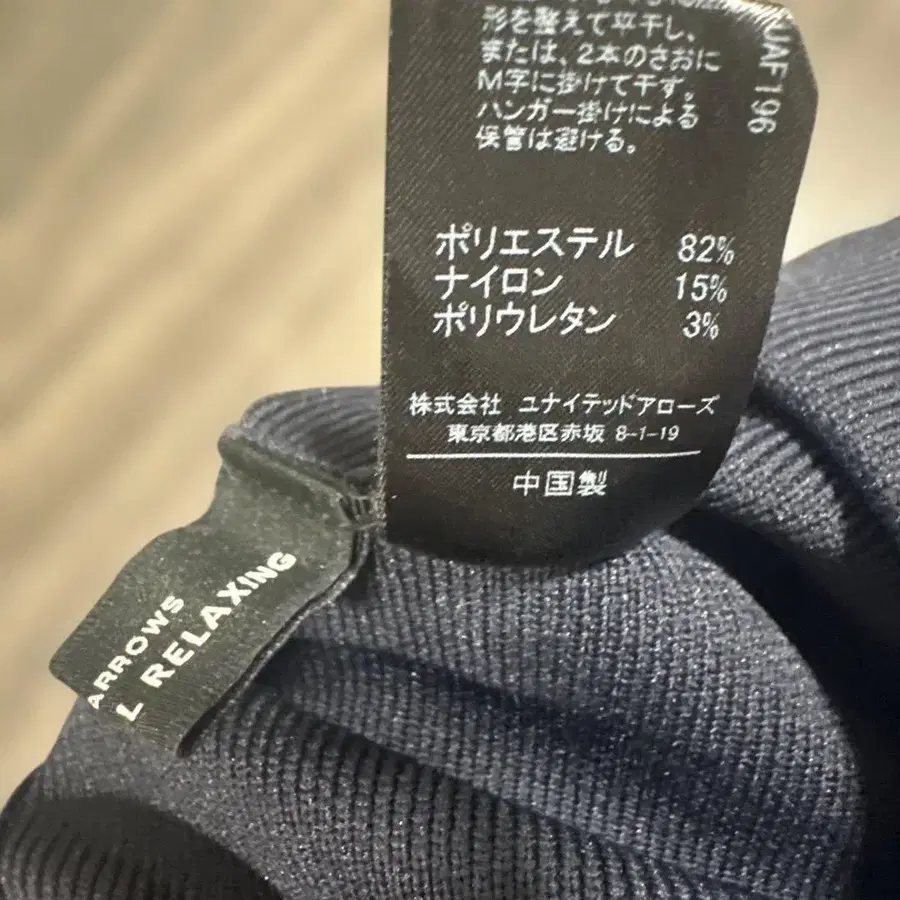 形を整えて平干し、
または、2本のさおに
M字に掛けて干す。
ハンガー掛けによる
保管は避ける。
UAF196
ポリエステル 82%
ナイロン 15%
ポリウレタン 3%
株式会社 ユナイテッドアローズ
東京都港区赤坂 8-1-19
中国製
ARROWS
L RELAXING